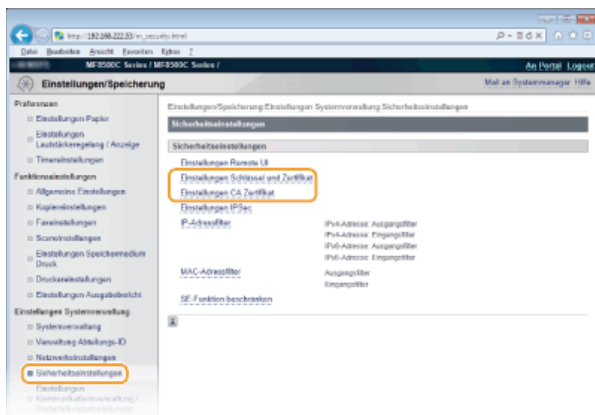 http://192.168.222.53/m_security.html
Datei Bearbeiten Ansicht Favoriten Extras ?
MF8500C Series / MF8500C Series /
An Portal Logout
Einstellungen/Speicherung
Mail an Systemmanager Hilfe
Präferenzen
Einstellungen Papier
Einstellungen
Lautstärkeregelung / Anzeige
Timereinstellungen
Funktionseinstellungen
Allgemeine Einstellungen
Kopiereinstellungen
Faxeinstellungen
Scaneinstellungen
Einstellungen Speichermedium
Druck
Druckereinstellungen
Einstellungen Ausgabebericht
Einstellungen Systemverwaltung
Systemverwaltung
Verwaltung Abteilungs-ID
Netzwerkeinstellungen
Sicherheitseinstellungen
Einstellungen
Kommunikationsverwaltung /
Einstellungen/Speicherung:Einstellungen Systemverwaltung:Sicherheitseinstellungen
Sicherheitseinstellungen
Sicherheitseinstellungen
Einstellungen Remote UI
Einstellungen Schlüssel und Zertifikat
Einstellungen CA Zertifikat
Einstellungen IPSec
IP-Adressfilter
IPv4-Adresse: Ausgangsfilter
IPv4-Adresse: Eingangsfilter
IPv6-Adresse: Ausgangsfilter
IPv6-Adresse: Eingangsfilter
MAC-Adressfilter
Ausgangsfilter
Eingangsfilter
SE-Funktion beschränken